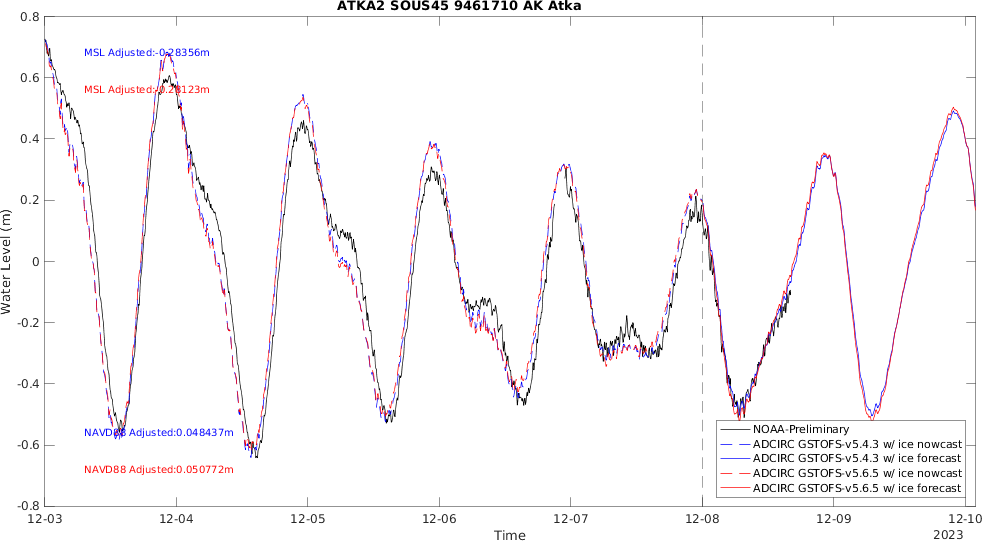 ATKA2 SOUS45 9461710 AK Atka
0.8
MSL Adjusted:-0.28356m
0.6
MSL Adjusted:-0.28123m
0.4
0.2
0
-0.2
-0.4
NAVD88 Adjusted:0.048437m
-0.6
NAVD88 Adjusted:0.050772m
-0.8
Water Level (m)
NOAA-Preliminary
ADCIRC GSTOFS-v5.4.3 w/ ice nowcast
ADCIRC GSTOFS-v5.4.3 w/ ice forecast
ADCIRC GSTOFS-v5.6.5 w/ ice nowcast
ADCIRC GSTOFS-v5.6.5 w/ ice forecast
12-03 12-04 12-05 12-06 12-07 12-08 12-09 12-10
Time
2023